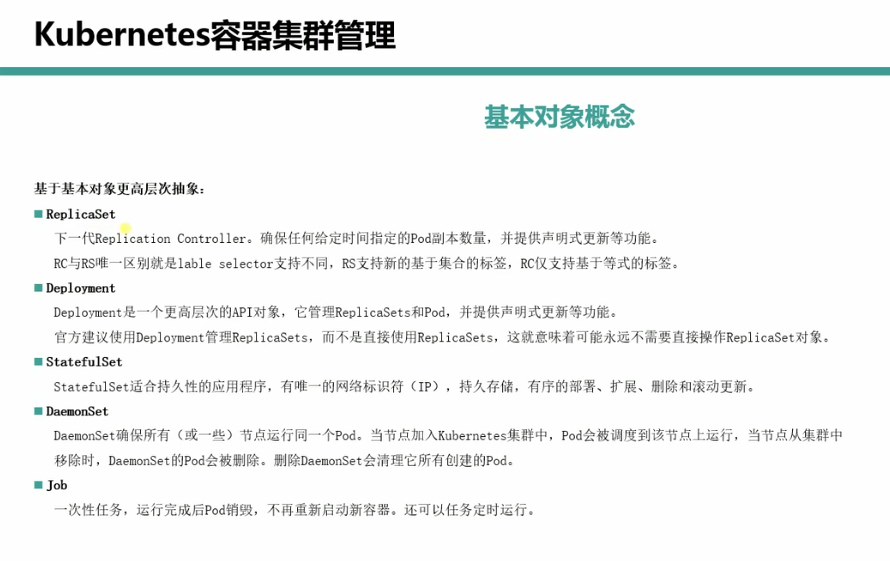 Kubernetes容器集群管理
基本对象概念
基于基本对象更高层次抽象：
ReplicaSet
下一代Replication Controller。确保任何给定时间指定的Pod副本数量，并提供声明式更新等功能。
RC与RS唯一区别就是lable selector支持不同，RS支持新的基于集合的标签，RC仅支持基于等式的标签。
Deployment
Deployment是一个更高层次的API对象，它管理ReplicaSets和Pod，并提供声明式更新等功能。
官方建议使用Deployment管理ReplicaSets，而不是直接使用ReplicaSets，这就意味着可能永远不需要直接操作ReplicaSet对象。
StatefulSet
StatefulSet适合持久性的应用程序，有唯一的网络标识符（IP），持久存储，有序的部署、扩展、删除和滚动更新。
DaemonSet
DaemonSet确保所有（或一些）节点运行同一个Pod。当节点加入Kubernetes集群中，Pod会被调度到该节点上运行，当节点从集群中
移除时，DaemonSet的Pod会被删除。删除DaemonSet会清理它所有创建的Pod。
Job
一次性任务，运行完成后Pod销毁，不再重新启动新容器。还可以任务定时运行。